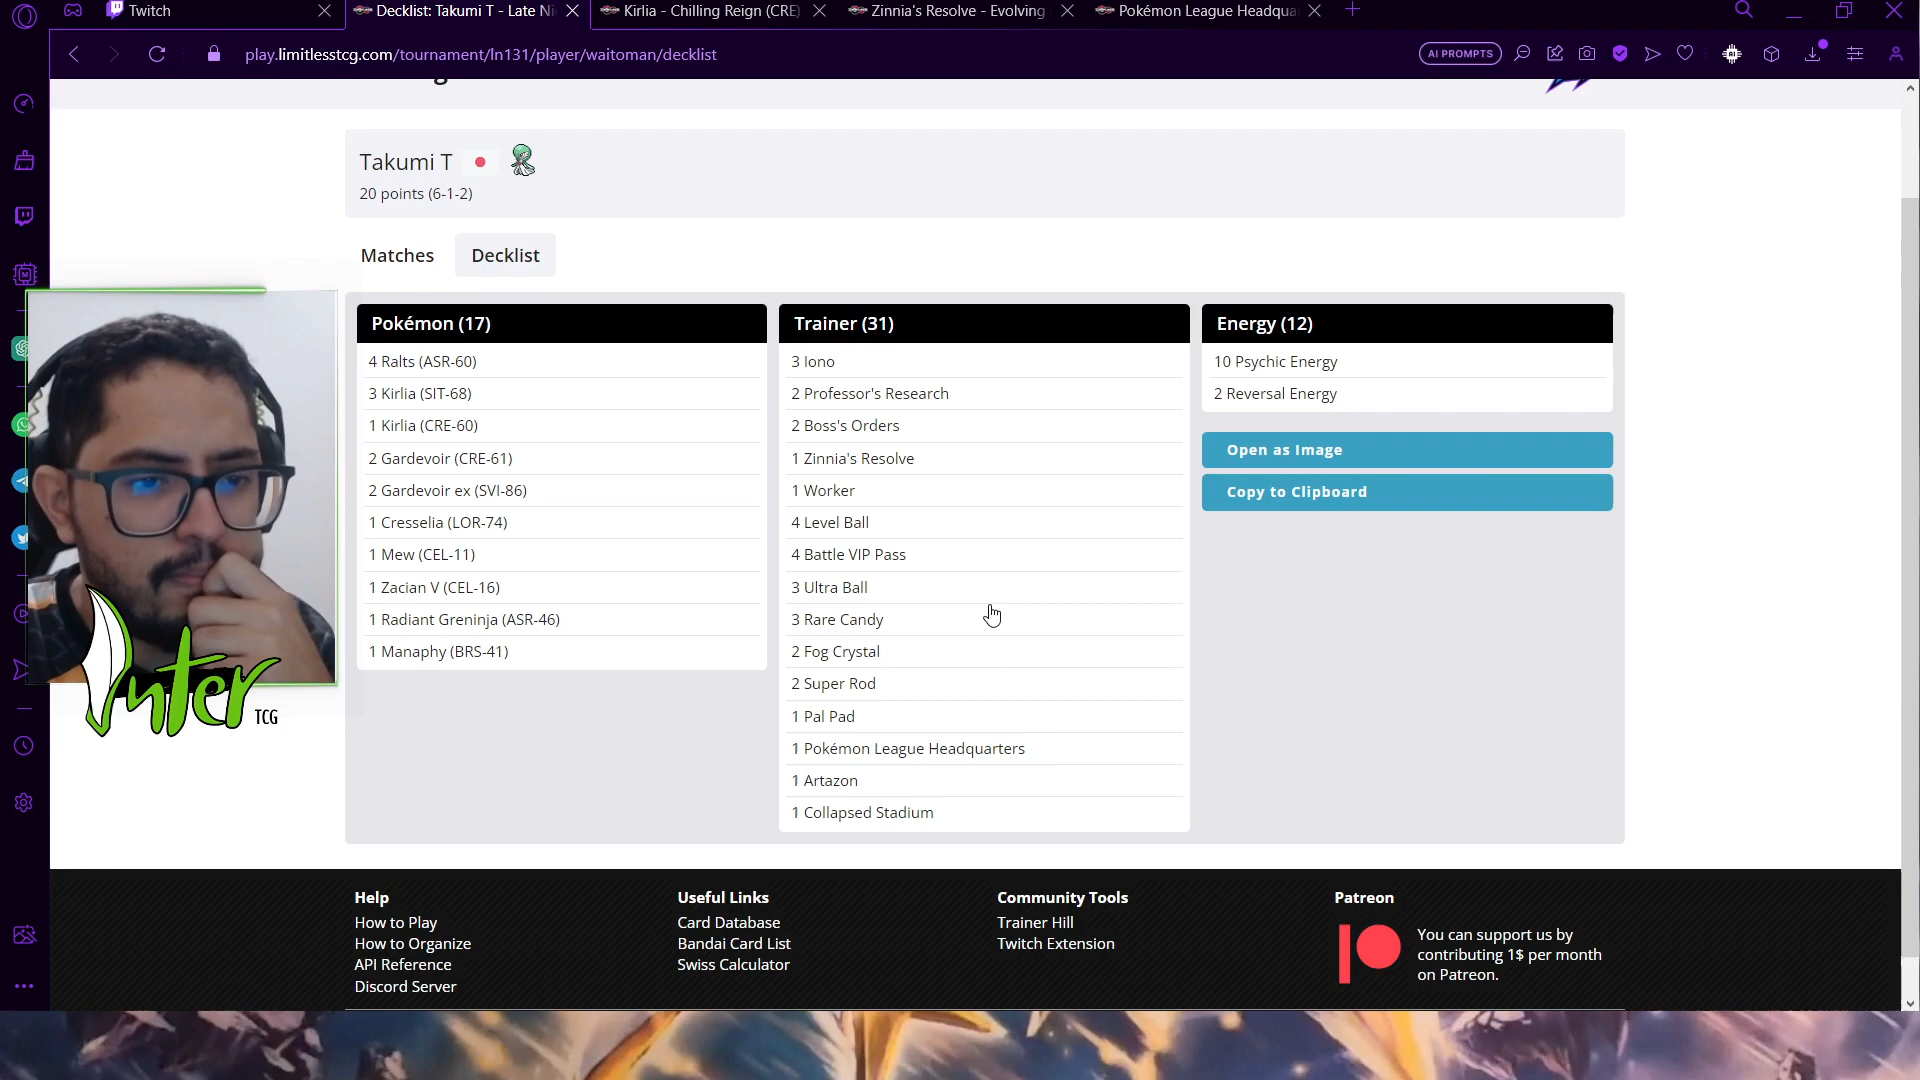 Twitch
Decklist: Takumi T - Late Ni
Kirlia - Chilling Reign (CRE)
Zinnia's Resolve - Evolving
Pokémon League Headqua
play.limitlesstcg.com/tournament/ln131/player/waitoman/decklist
AI PROMPTS
Takumi T
20 points (6-1-2)
Matches
Decklist
Pokémon (17)
4 Ralts (ASR-60)
3 Kirlia (SIT-68)
1 Kirlia (CRE-60)
2 Gardevoir (CRE-61)
2 Gardevoir ex (SVI-86)
1 Cresselia (LOR-74)
1 Mew (CEL-11)
1 Zacian V (CEL-16)
1 Radiant Greninja (ASR-46)
1 Manaphy (BRS-41)
Trainer (31)
3 Iono
2 Professor's Research
2 Boss's Orders
1 Zinnia's Resolve
1 Worker
4 Level Ball
4 Battle VIP Pass
3 Ultra Ball
3 Rare Candy
2 Fog Crystal
2 Super Rod
1 Pal Pad
1 Pokémon League Headquarters
1 Artazon
1 Collapsed Stadium
Energy (12)
10 Psychic Energy
2 Reversal Energy
Open as Image
Copy to Clipboard
Inter
TCG
Help
How to Play
How to Organize
API Reference
Discord Server
Useful Links
Card Database
Bandai Card List
Swiss Calculator
Community Tools
Trainer Hill
Twitch Extension
Patreon
You can support us by
contributing 1$ per month
on Patreon.